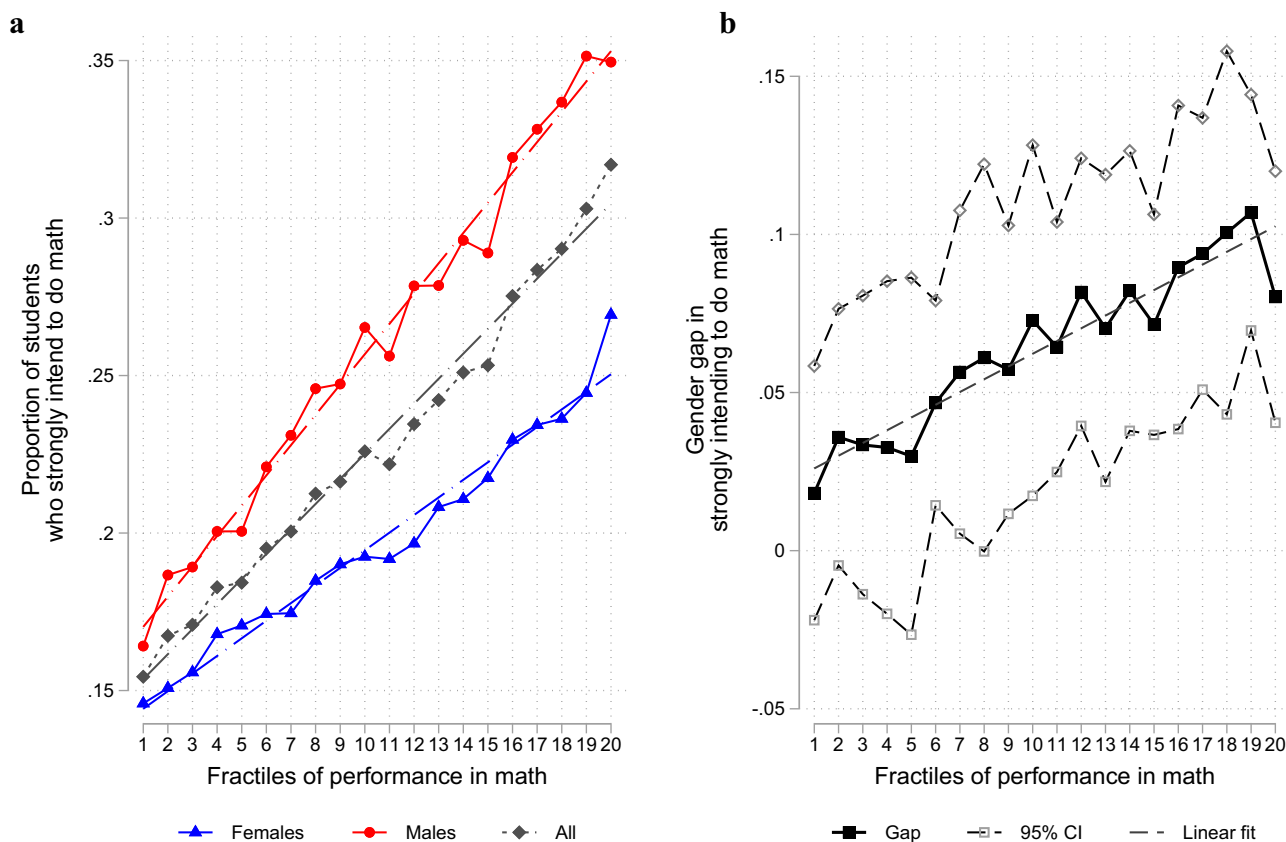 a
.35
.3
.25
.2
.15
Proportion of students
who strongly intend to do math
1 2 3 4 5 6 7 8 9 10 11 12 13 14 15 16 17 18 19 20
Fractiles of performance in math
Females Males All
b
.15
.1
.05
0
-.05
Gender gap in
strongly intending to do math
1 2 3 4 5 6 7 8 9 10 11 12 13 14 15 16 17 18 19 20
Fractiles of performance in math
Gap 95% CI Linear fit